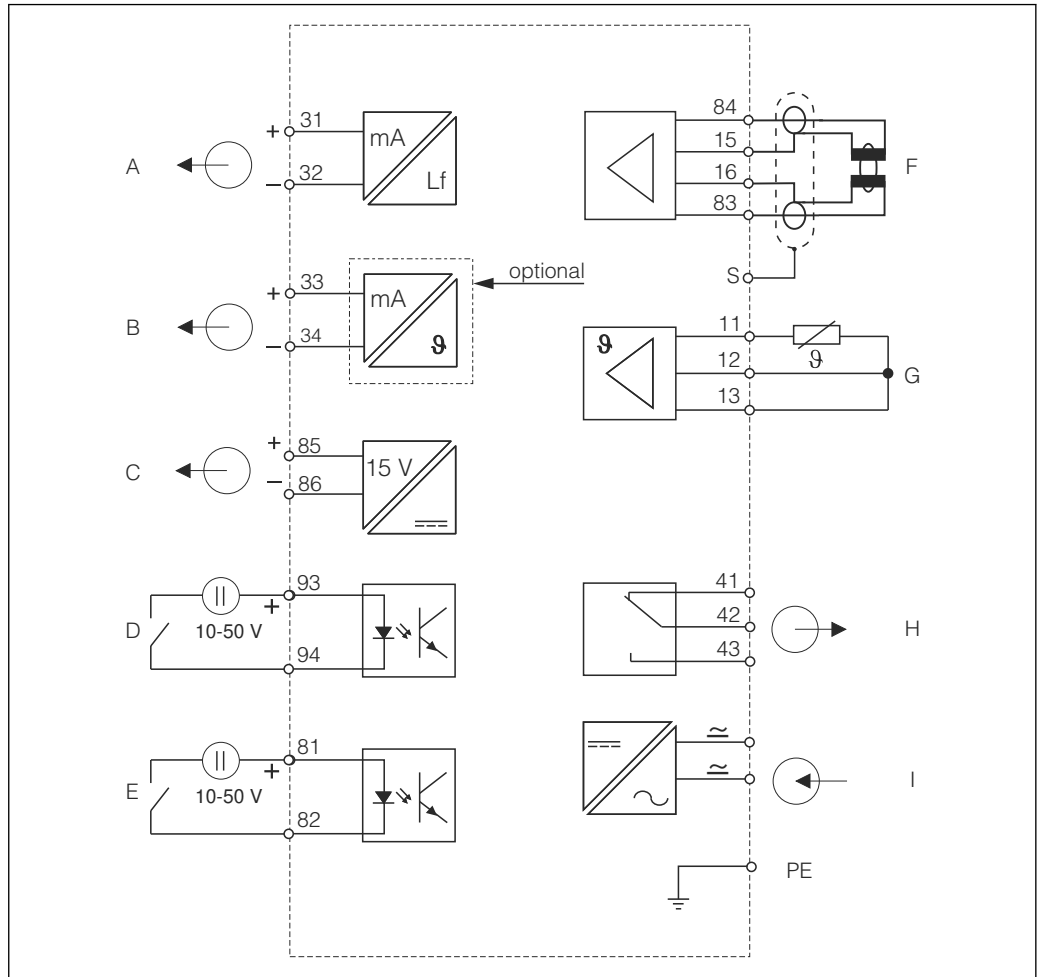 A
+
31
mA
−
32
Lf
optional
B
+
33
mA
−
34
ϑ
C
+
85
15 V
−
86
D
10-50 V
+
93
94
E
10-50 V
+
81
82
84
15
16
83
F
S
ϑ
11
12
13
ϑ
G
41
42
43
H
≃
≃
I
PE